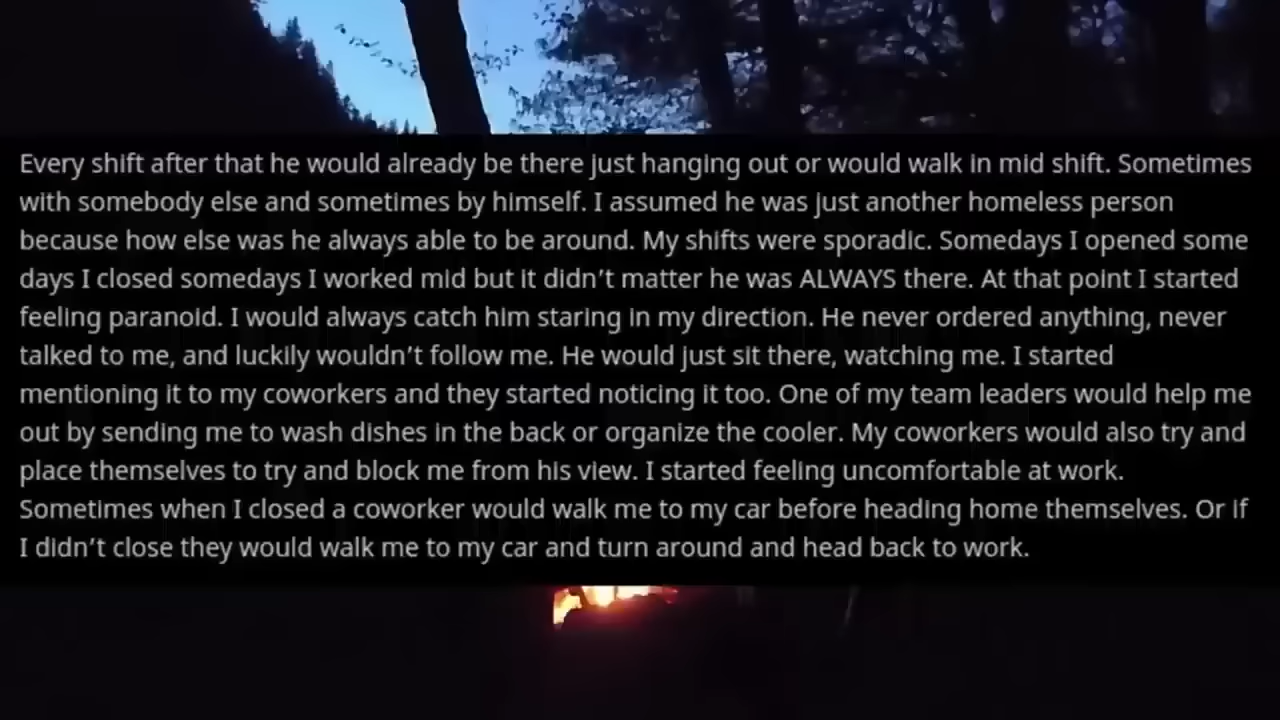 Every shift after that he would already be there just hanging out or would walk in mid shift. Sometimes
with somebody else and sometimes by himself. I assumed he was just another homeless person
because how else was he always able to be around. My shifts were sporadic. Somedays I opened some
days I closed somedays I worked mid but it didn’t matter he was ALWAYS there. At that point I started
feeling paranoid. I would always catch him staring in my direction. He never ordered anything, never
talked to me, and luckily wouldn’t follow me. He would just sit there, watching me. I started
mentioning it to my coworkers and they started noticing it too. One of my team leaders would help me
out by sending me to wash dishes in the back or organize the cooler. My coworkers would also try and
place themselves to try and block me from his view. I started feeling uncomfortable at work.
Sometimes when I closed a coworker would walk me to my car before heading home themselves. Or if
I didn’t close they would walk me to my car and turn around and head back to work.